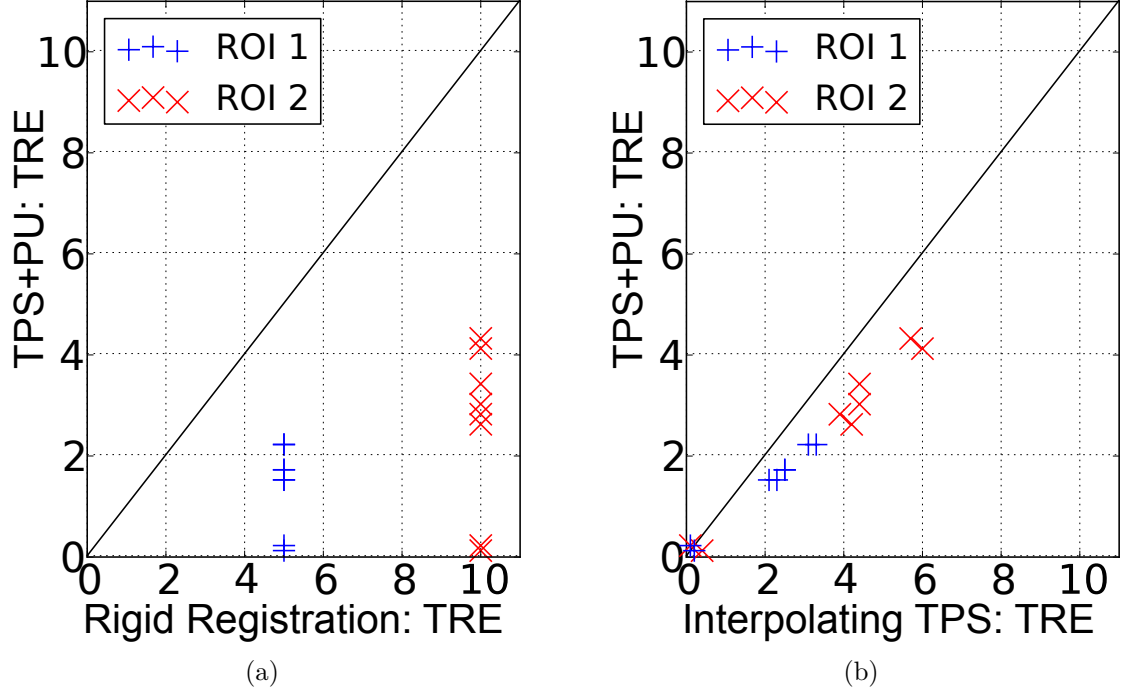 ROI 1
ROI 2
TPS+PU: TRE
10
8
6
4
2
0
0 2 4 6 8 10
Rigid Registration: TRE
(a)
ROI 1
ROI 2
TPS+PU: TRE
10
8
6
4
2
0
0 2 4 6 8 10
Interpolating TPS: TRE
(b)